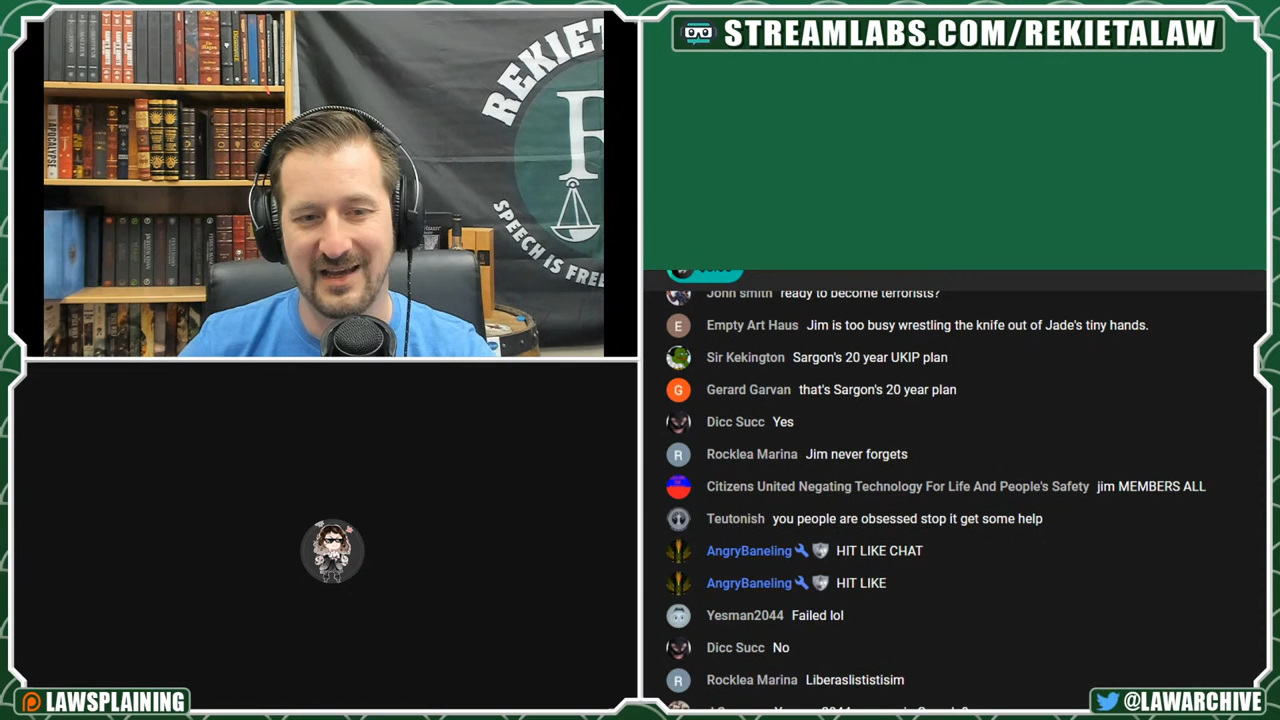 STREAMLABS.COM/REKIETALAW
REKIET
R
SPEECH IS FREE
John smith ready to become terrorists?
Empty Art Haus Jim is too busy wrestling the knife out of Jade's tiny hands.
Sir Kekington Sargon's 20 year UKIP plan
Gerard Garvan that's Sargon's 20 year plan
Dicc Succ Yes
Rocklea Marina Jim never forgets
Citizens United Negating Technology For Life And People's Safety jim MEMBERS ALL
Teutonish you people are obsessed stop it get some help
AngryBaneling HIT LIKE CHAT
AngryBaneling HIT LIKE
Yesman2044 Failed lol
Dicc Succ No
Rocklea Marina Liberaslististisim
LAWSPLAINING
@LAWARCHIVE